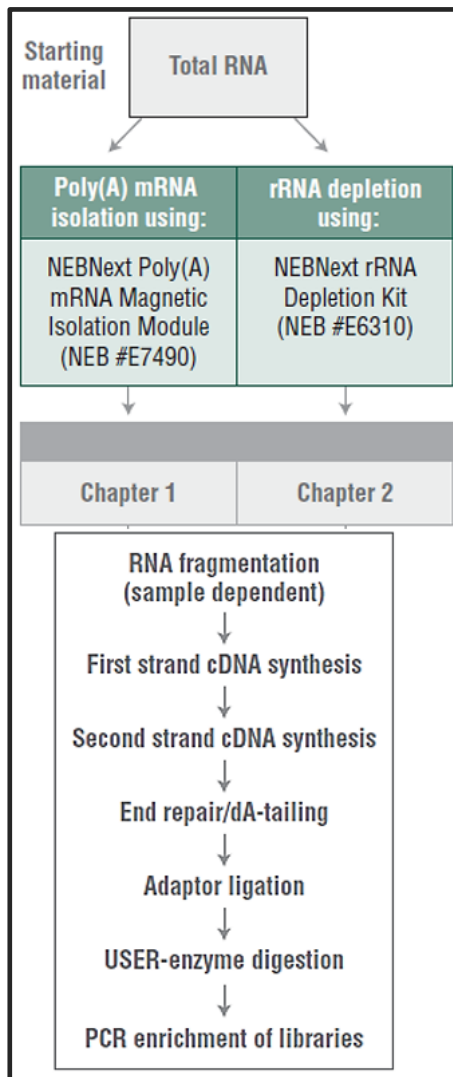 Starting
material
Total RNA
Poly(A) mRNA
isolation using:
NEBNext Poly(A)
mRNA Magnetic
Isolation Module
(NEB #E7490)
rRNA depletion
using:
NEBNext rRNA
Depletion Kit
(NEB #E6310)
Chapter 1
Chapter 2
RNA fragmentation
(sample dependent)
First strand cDNA synthesis
Second strand cDNA synthesis
End repair/dA-tailing
Adaptor ligation
USER-enzyme digestion
PCR enrichment of libraries